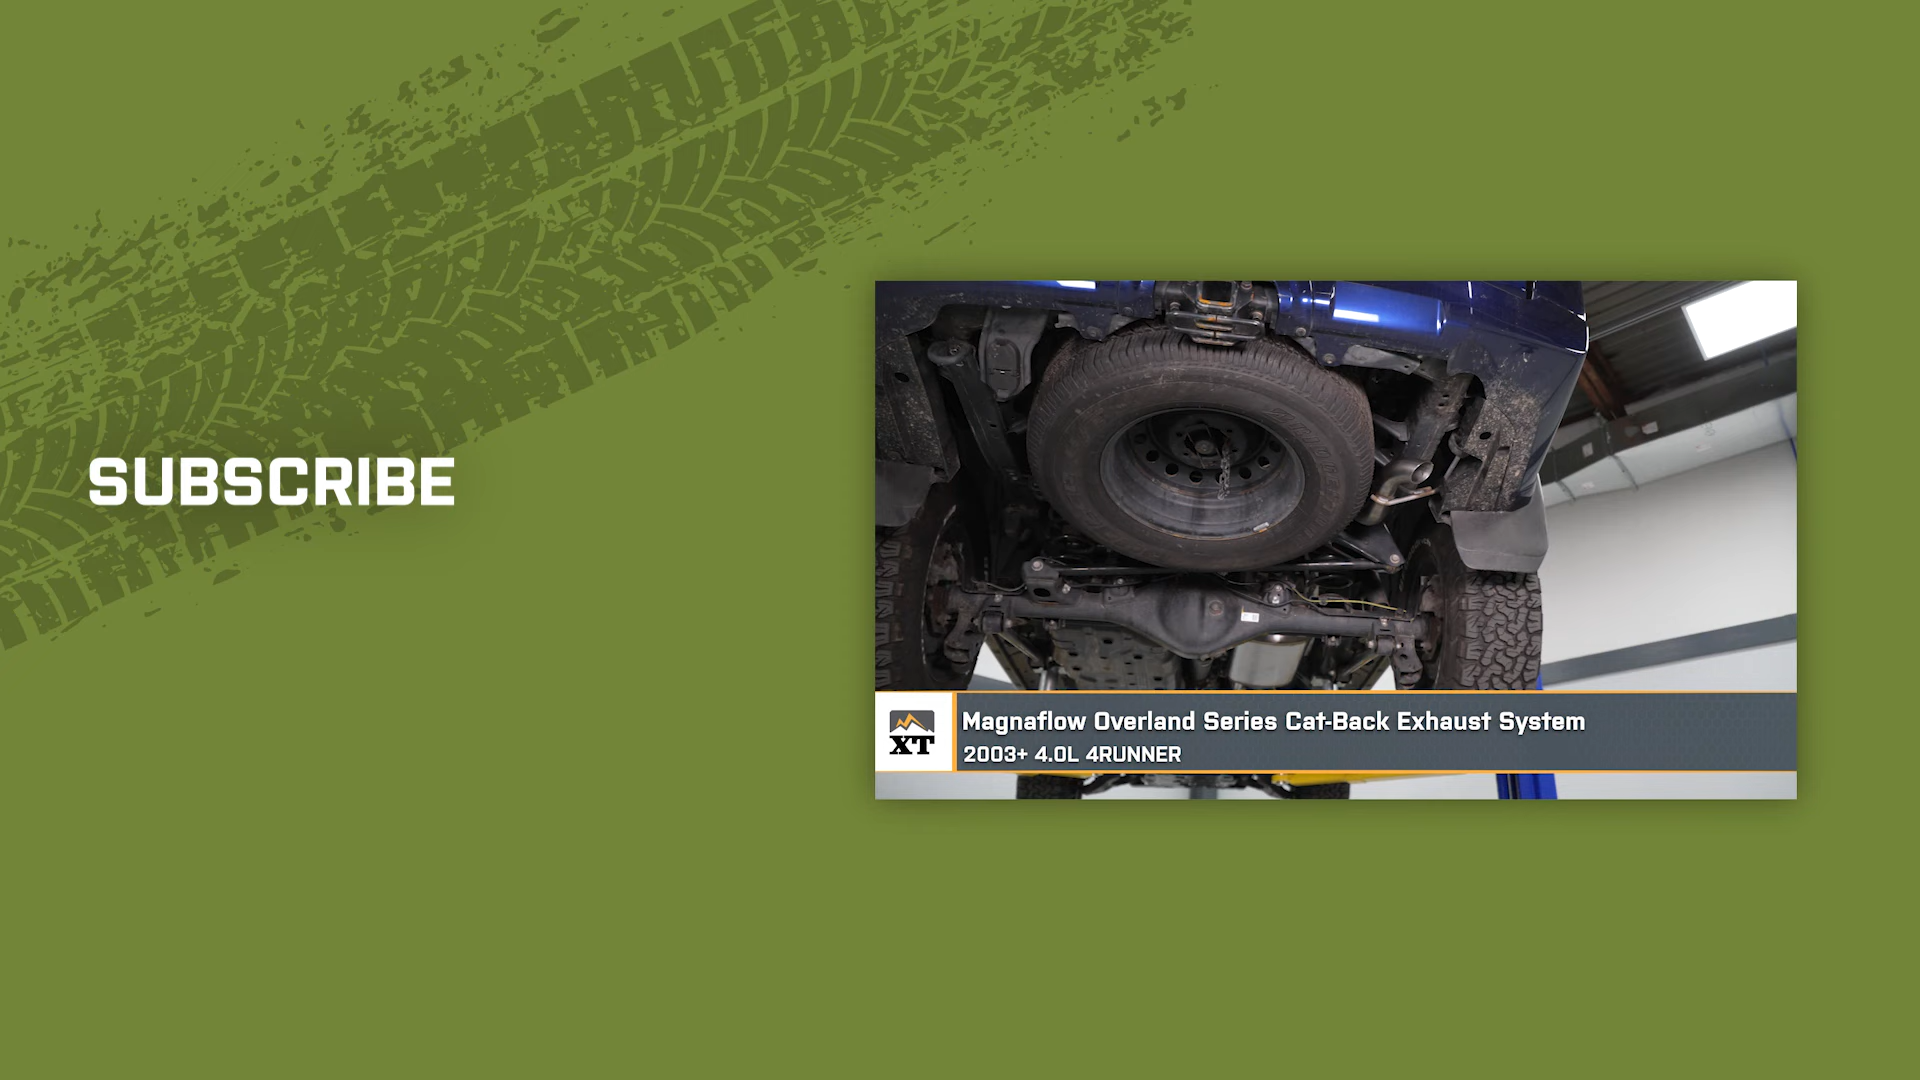 SUBSCRIBE
XT
Magnaflow Overland Series Cat-Back Exhaust System
2003+ 4.0L 4RUNNER